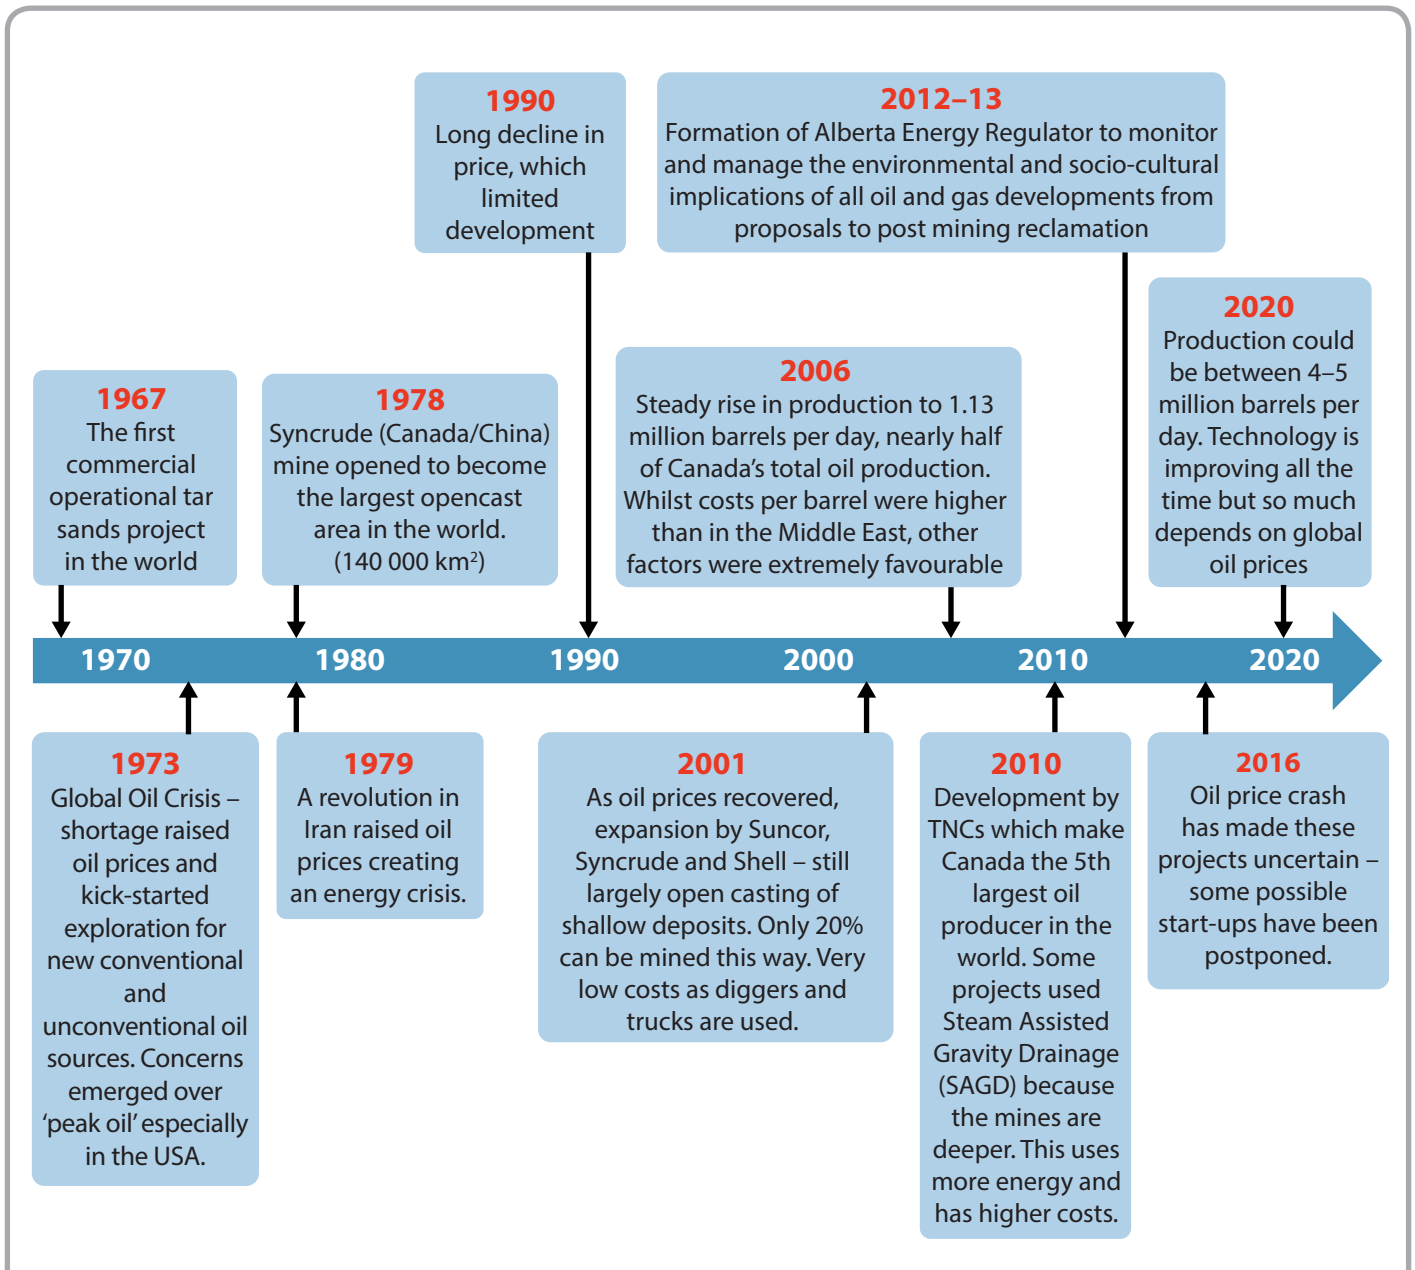 1990
Long decline in
price, which
limited
development
2012–13
Formation of Alberta Energy Regulator to monitor
and manage the environmental and socio-cultural
implications of all oil and gas developments from
proposals to post mining reclamation
1967
The first
commercial
operational tar
sands project
in the world
1978
Syncrude (Canada/China)
mine opened to become
the largest opencast
area in the world.
(140 000 km²)
2006
Steady rise in production to 1.13
million barrels per day, nearly half
of Canada’s total oil production.
Whilst costs per barrel were higher
than in the Middle East, other
factors were extremely favourable
2020
Production could
be between 4–5
million barrels per
day. Technology is
improving all the
time but so much
depends on global
oil prices
1970 1980 1990 2000 2010 2020
1973
Global Oil Crisis –
shortage raised
oil prices and
kick-started
exploration for
new conventional
and
unconventional oil
sources. Concerns
emerged over
‘peak oil’ especially
in the USA.
1979
A revolution in
Iran raised oil
prices creating
an energy crisis.
2001
As oil prices recovered,
expansion by Suncor,
Syncrude and Shell – still
largely open casting of
shallow deposits. Only 20%
can be mined this way. Very
low costs as diggers and
trucks are used.
2010
Development by
TNCs which make
Canada the 5th
largest oil
producer in the
world. Some
projects used
Steam Assisted
Gravity Drainage
(SAGD) because
the mines are
deeper. This uses
more energy and
has higher costs.
2016
Oil price crash
has made these
projects uncertain –
some possible
start-ups have been
postponed.